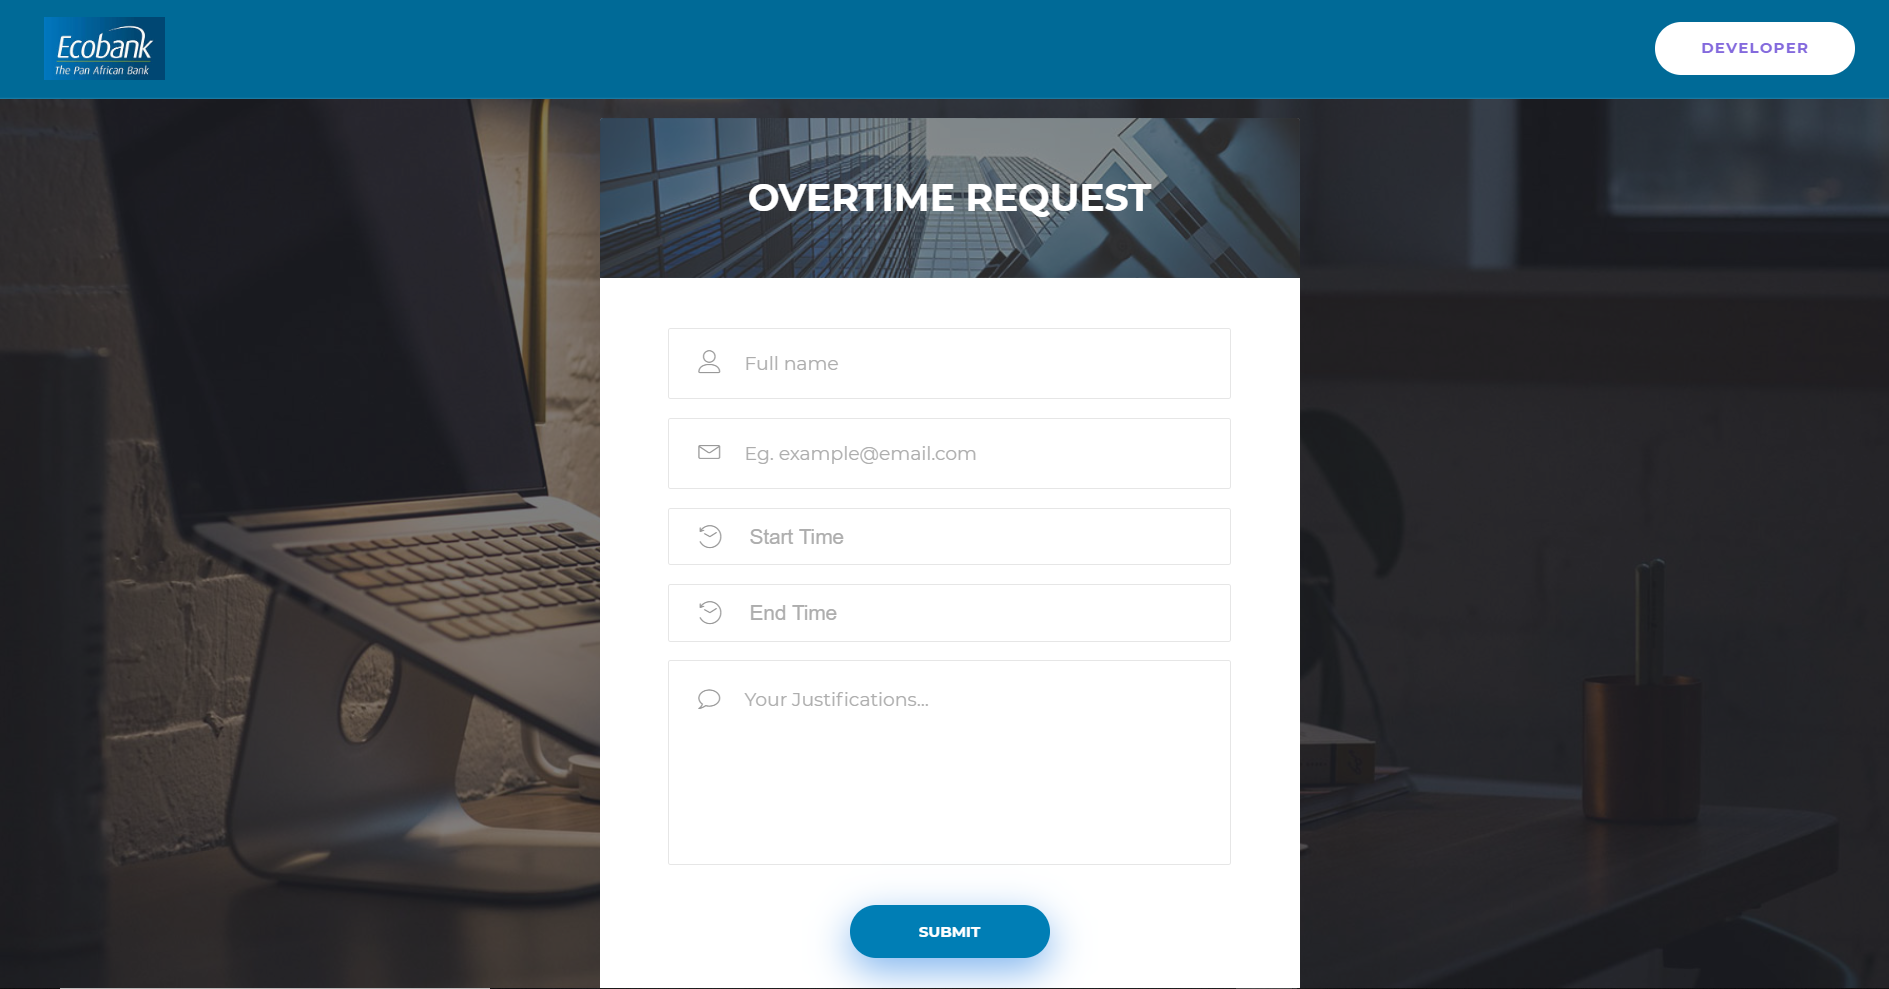 Ecobank
The Pan African Bank
DEVELOPER
OVERTIME REQUEST
Full name
Eg. example@email.com
Start Time
End Time
Your Justifications...
SUBMIT